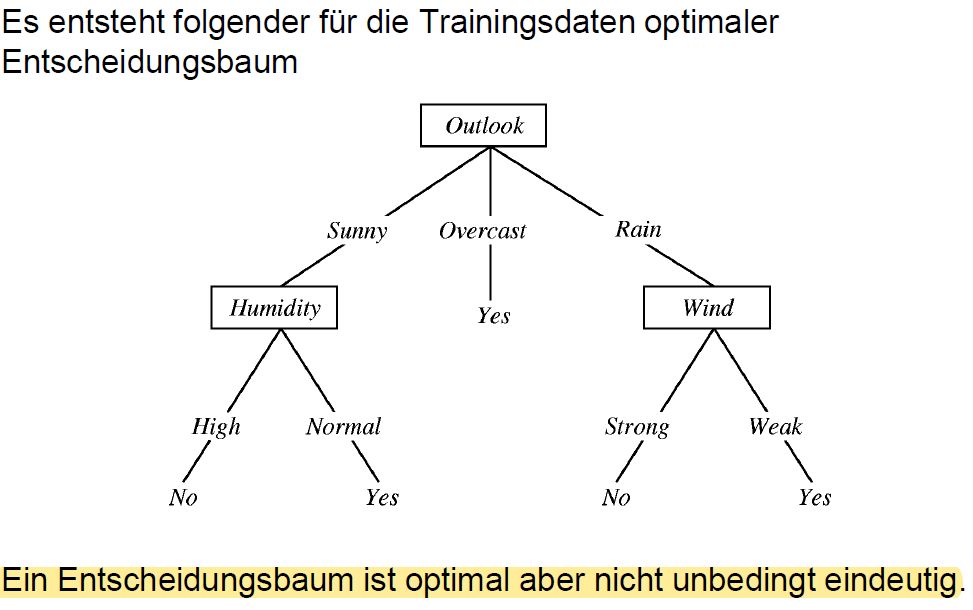 Es entsteht folgender für die Trainingsdaten optimaler
Entscheidungsbaum
Outlook
Sunny Overcast Rain
Humidity Yes Wind
High Normal Strong Weak
No Yes No Yes
Ein Entscheidungsbaum ist optimal aber nicht unbedingt eindeutig.